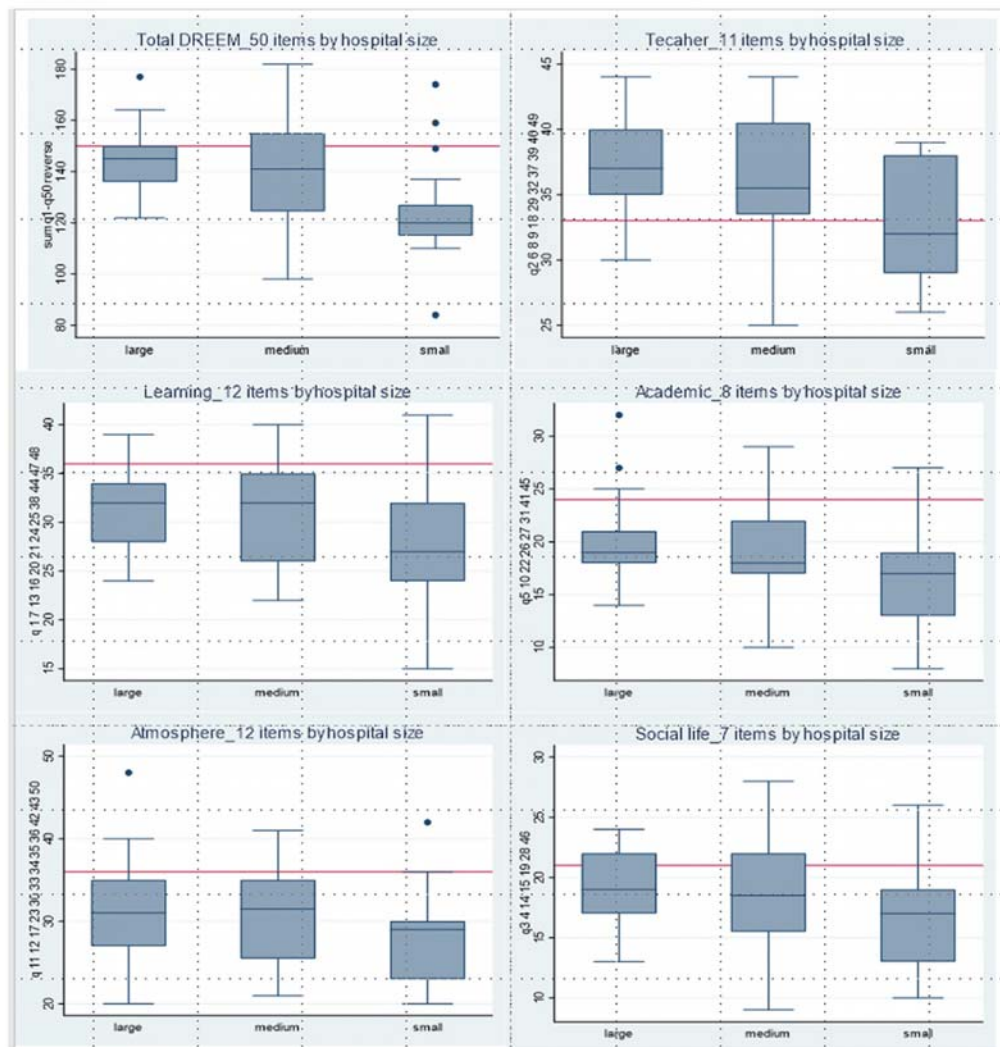 Total DREEM_50 items by hospital size
sumq1-q50reverse
180
160
140
120
100
80
large medium small
Tecaher_11 items by hospital size
q2 6 8 9 18 29 32 37 39 40 49
45
40
35
30
25
large medium small
Learning_12 items by hospital size
q 1 7 13 16 20 21 24 25 38 44 47 48
40
35
30
25
20
15
large medium small
Academic_8 items by hospital size
q5 10 22 26 27 31 41 45
30
25
20
15
10
large medium small
Atmosphere_12 items by hospital size
q 11 12 17 23 30 33 34 35 36 42 43 50
50
40
30
20
large medium small
Social life_7 items by hospital size
q3 4 14 15 19 28 46
30
25
20
15
10
large medium small